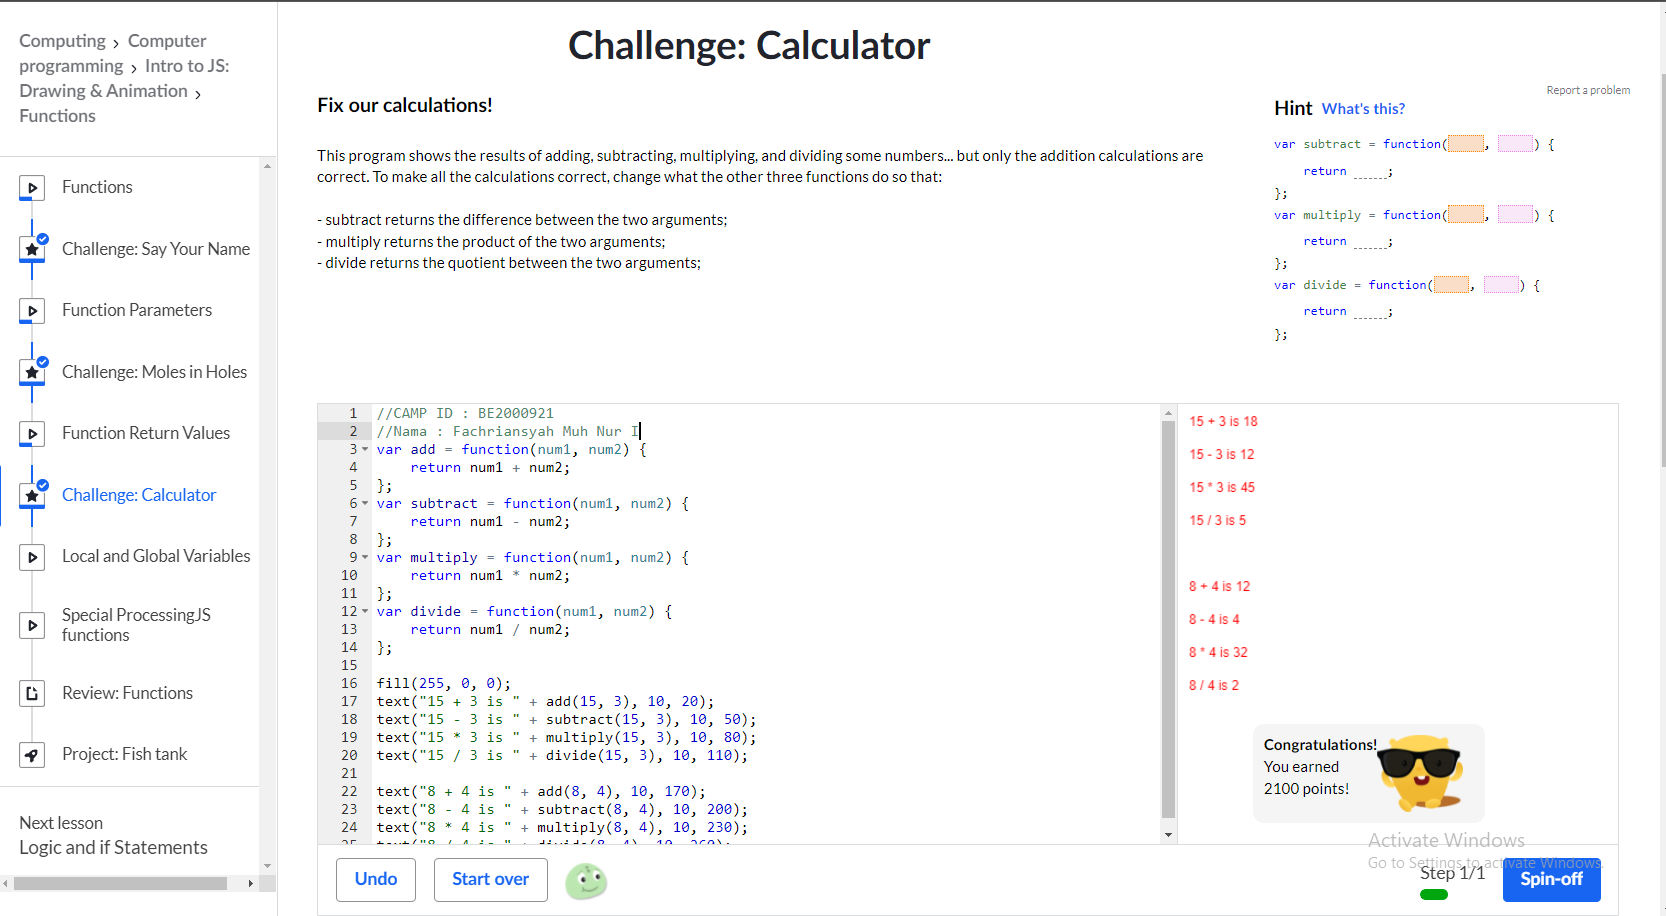 Computing › Computer
programming › Intro to JS:
Drawing & Animation ›
Functions
Functions
Challenge: Say Your Name
Function Parameters
Challenge: Moles in Holes
Function Return Values
Challenge: Calculator
Local and Global Variables
Special ProcessingJS
functions
Review: Functions
Project: Fish tank
Next lesson
Logic and if Statements
Challenge: Calculator
Report a problem
Fix our calculations!
This program shows the results of adding, subtracting, multiplying, and dividing some numbers... but only the addition calculations are
correct. To make all the calculations correct, change what the other three functions do so that:
- subtract returns the difference between the two arguments;
- multiply returns the product of the two arguments;
- divide returns the quotient between the two arguments;
Hint What's this?
var subtract = function( , ) {
return _____;
};
var multiply = function( , ) {
return _____;
};
var divide = function( , ) {
return _____;
};
1 //CAMP ID : BE2000921
2 //Nama : Fachriansyah Muh Nur I
3 var add = function(num1, num2) {
4 return num1 + num2;
5 };
6 var subtract = function(num1, num2) {
7 return num1 - num2;
8 };
9 var multiply = function(num1, num2) {
10 return num1 * num2;
11 };
12 var divide = function(num1, num2) {
13 return num1 / num2;
14 };
15
16 fill(255, 0, 0);
17 text("15 + 3 is " + add(15, 3), 10, 20);
18 text("15 - 3 is " + subtract(15, 3), 10, 50);
19 text("15 * 3 is " + multiply(15, 3), 10, 80);
20 text("15 / 3 is " + divide(15, 3), 10, 110);
21
22 text("8 + 4 is " + add(8, 4), 10, 170);
23 text("8 - 4 is " + subtract(8, 4), 10, 200);
24 text("8 * 4 is " + multiply(8, 4), 10, 230);
25 text("8 / 4 is " + divide(8, 4), 10, 260);
15 + 3 is 18
15 - 3 is 12
15 * 3 is 45
15 / 3 is 5
8 + 4 is 12
8 - 4 is 4
8 * 4 is 32
8 / 4 is 2
Congratulations!
You earned
2100 points!
Activate Windows
Go to Settings to activate Windows.
Undo
Start over
Step 1/1
Spin-off